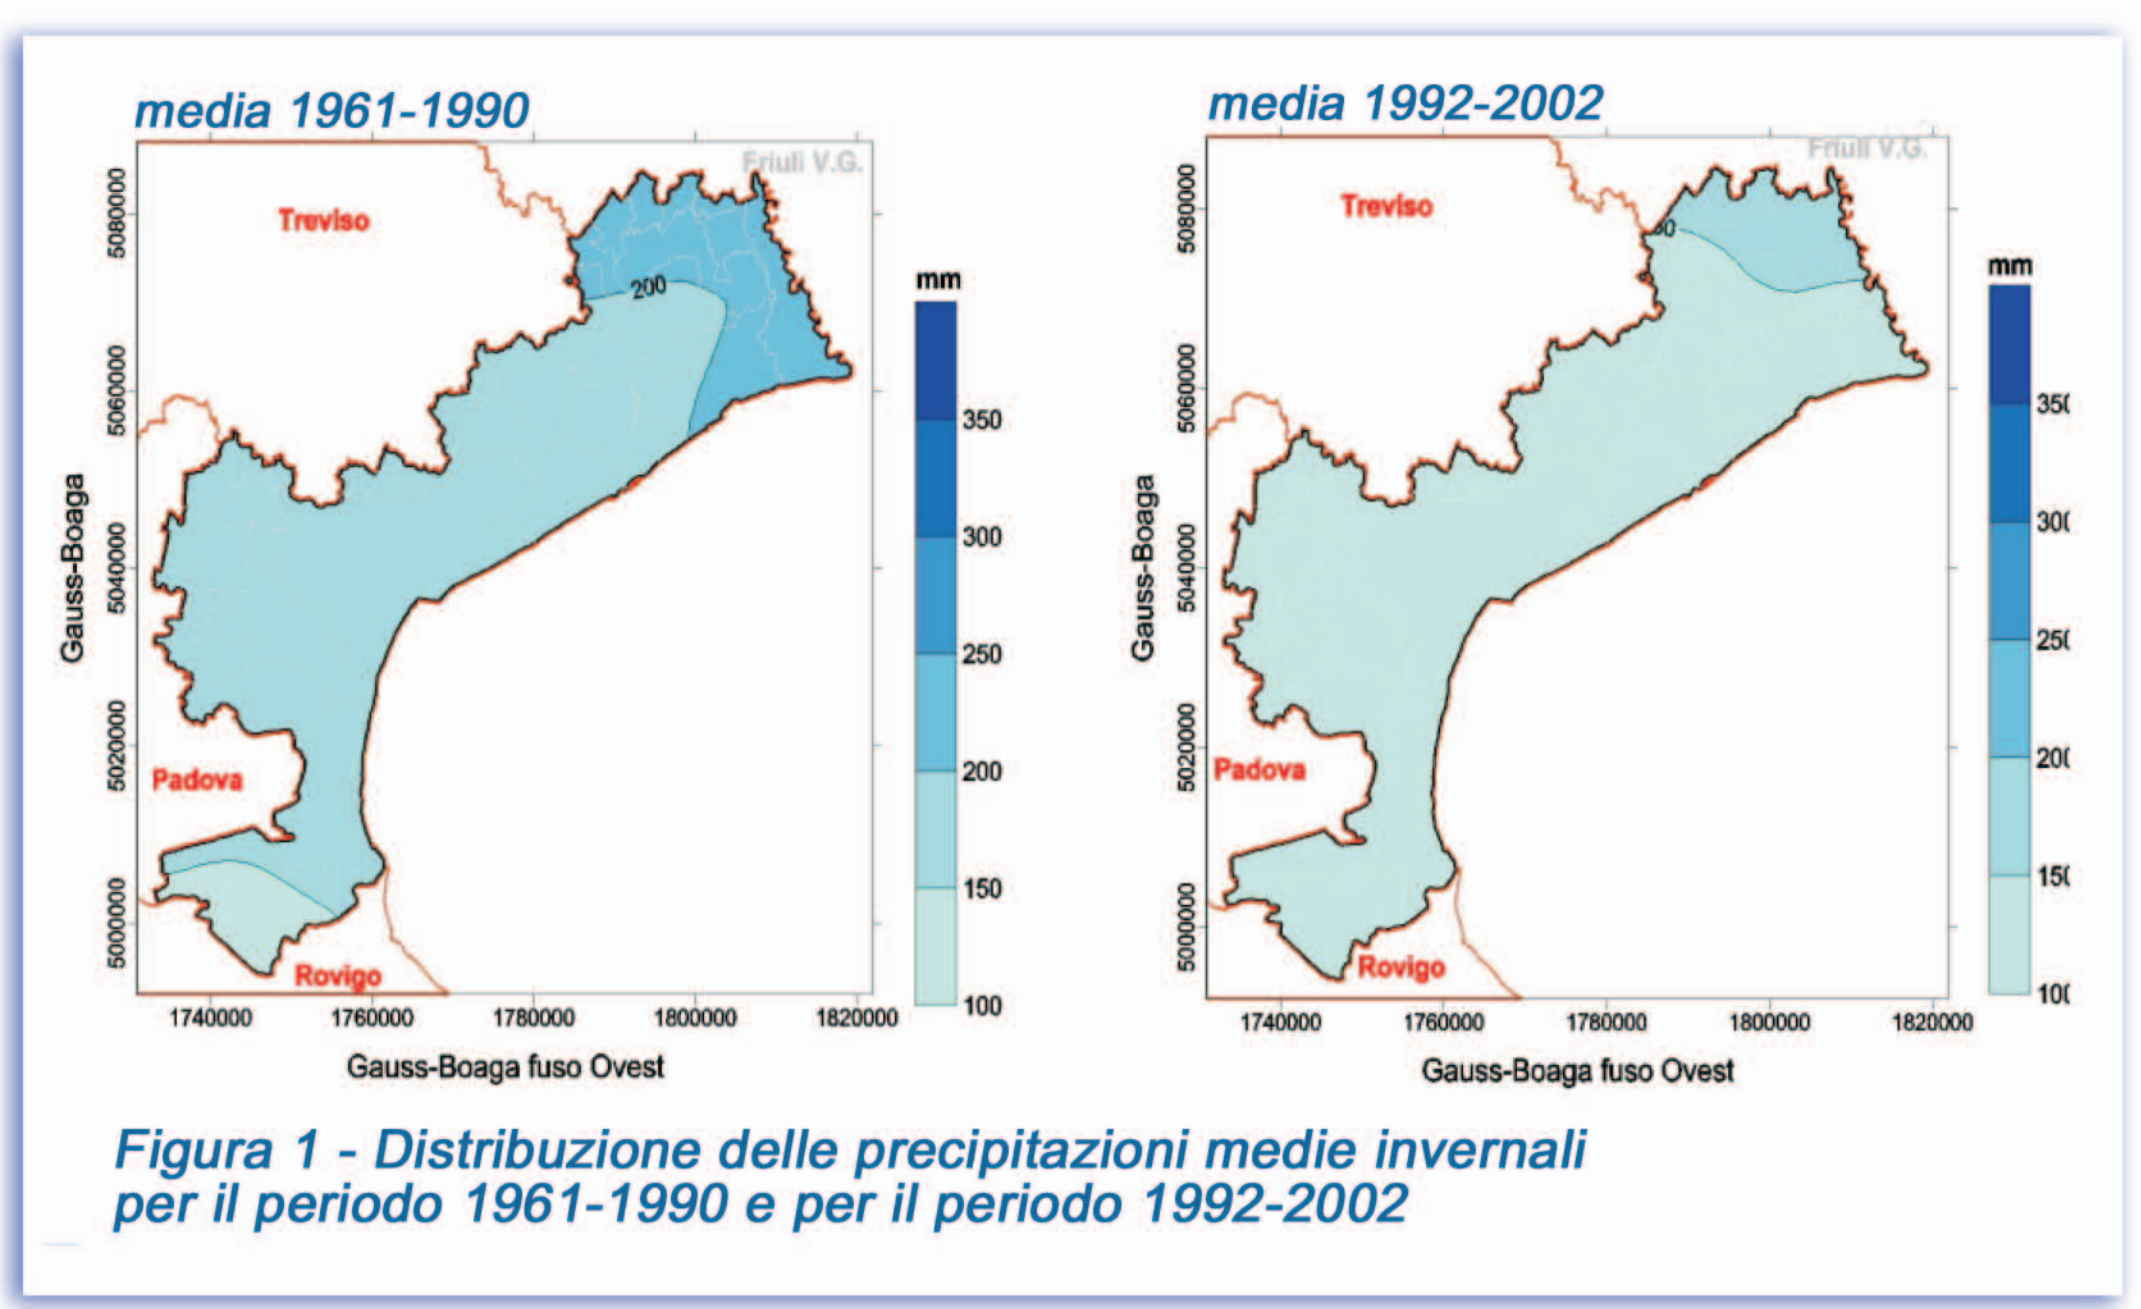 media 1961-1990
Friuli V.G.
Treviso
200
Padova
Rovigo
5080000
5060000
5040000
5020000
5000000
Gauss-Boaga
1740000 1760000 1780000 1800000 1820000
Gauss-Boaga fuso Ovest
mm
350
300
250
200
150
100
media 1992-2002
Friuli V.G.
Treviso
Padova
Rovigo
5080000
5060000
5040000
5020000
5000000
Gauss-Boaga
1740000 1760000 1780000 1800000 1820000
Gauss-Boaga fuso Ovest
mm
Figura 1 - Distribuzione delle precipitazioni medie invernali
per il periodo 1961-1990 e per il periodo 1992-2002